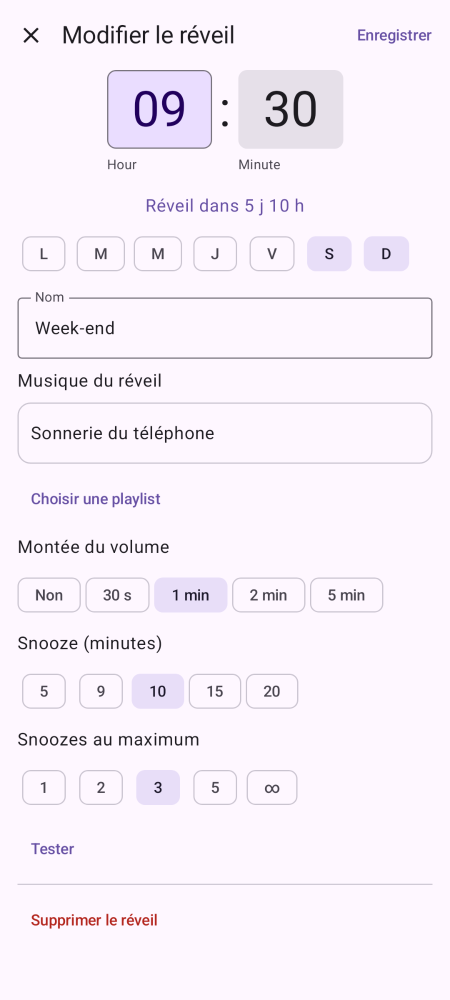 Modifier le réveil Enregistrer
09 : 30
Hour Minute
Réveil dans 5 j 10 h
L M M J V S D
Nom
Week-end
Musique du réveil
Sonnerie du téléphone
Choisir une playlist
Montée du volume
Non 30 s 1 min 2 min 5 min
Snooze (minutes)
5 9 10 15 20
Snoozes au maximum
1 2 3 5 ∞
Tester
Supprimer le réveil